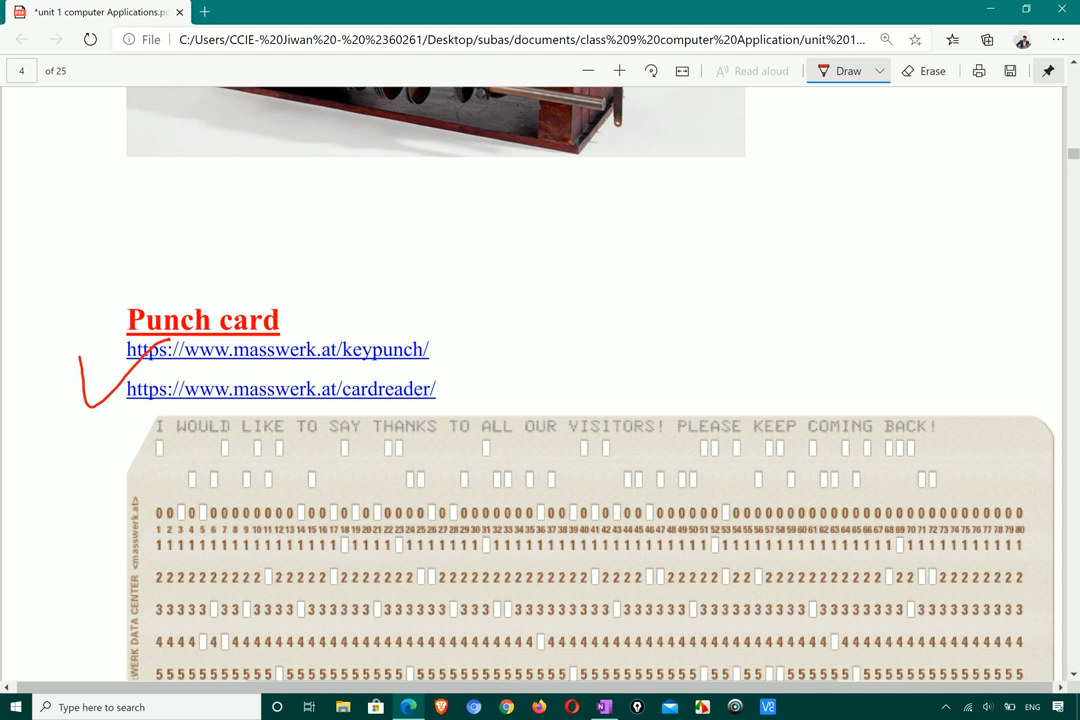 *unit 1 computer Applications.pc
File
C:/Users/CCIE-%20Jiwan%20-%20%2360261/Desktop/subas/documents/class%209%20computer%20Application/unit%201...
4
of 25
Read aloud
Draw
Erase
Punch card
https://www.masswerk.at/keypunch/
https://www.masswerk.at/cardreader/
I WOULD LIKE TO SAY THANKS TO ALL OUR VISITORS! PLEASE KEEP COMING BACK!
1 2 3 4 5 6 7 8 9 10 11 12 13 14 15 16 17 18 19 20 21 22 23 24 25 26 27 28 29 30 31 32 33 34 35 36 37 38 39 40 41 42 43 44 45 46 47 48 49 50 51 52 53 54 55 56 57 58 59 60 61 62 63 64 65 66 67 68 69 70 71 72 73 74 75 76 77 78 79 80
WERK DATA CENTER <masswerk.at>
Type here to search
ENG